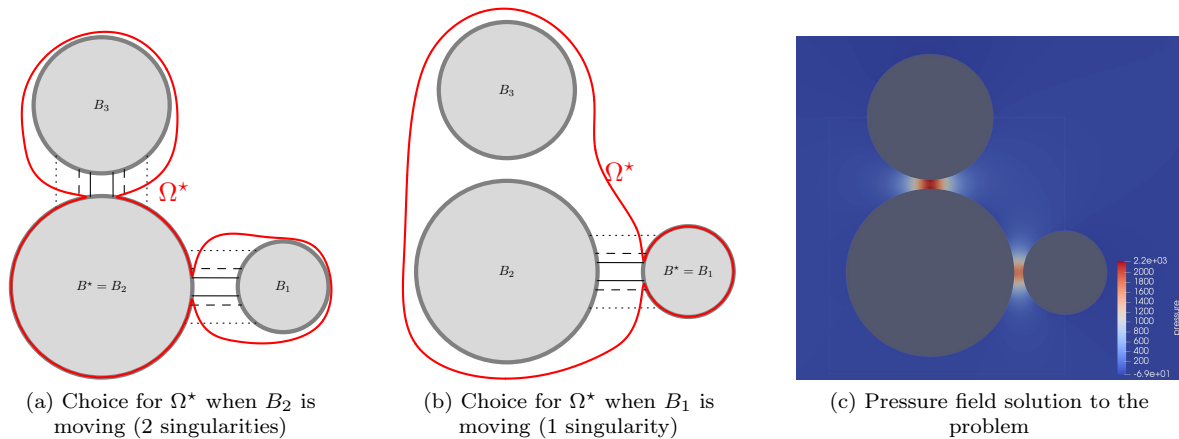 B₃
Ω⋆
B⋆ = B₂
B₁
(a) Choice for Ω⋆ when B₂ is
moving (2 singularities)
B₃
Ω⋆
B₂
B⋆ = B₁
(b) Choice for Ω⋆ when B₁ is
moving (1 singularity)
2.2e+03
2000
1800
1600
1400
1200
1000
800
600
400
200
-6.9e+01
pressure
(c) Pressure field solution to the
problem